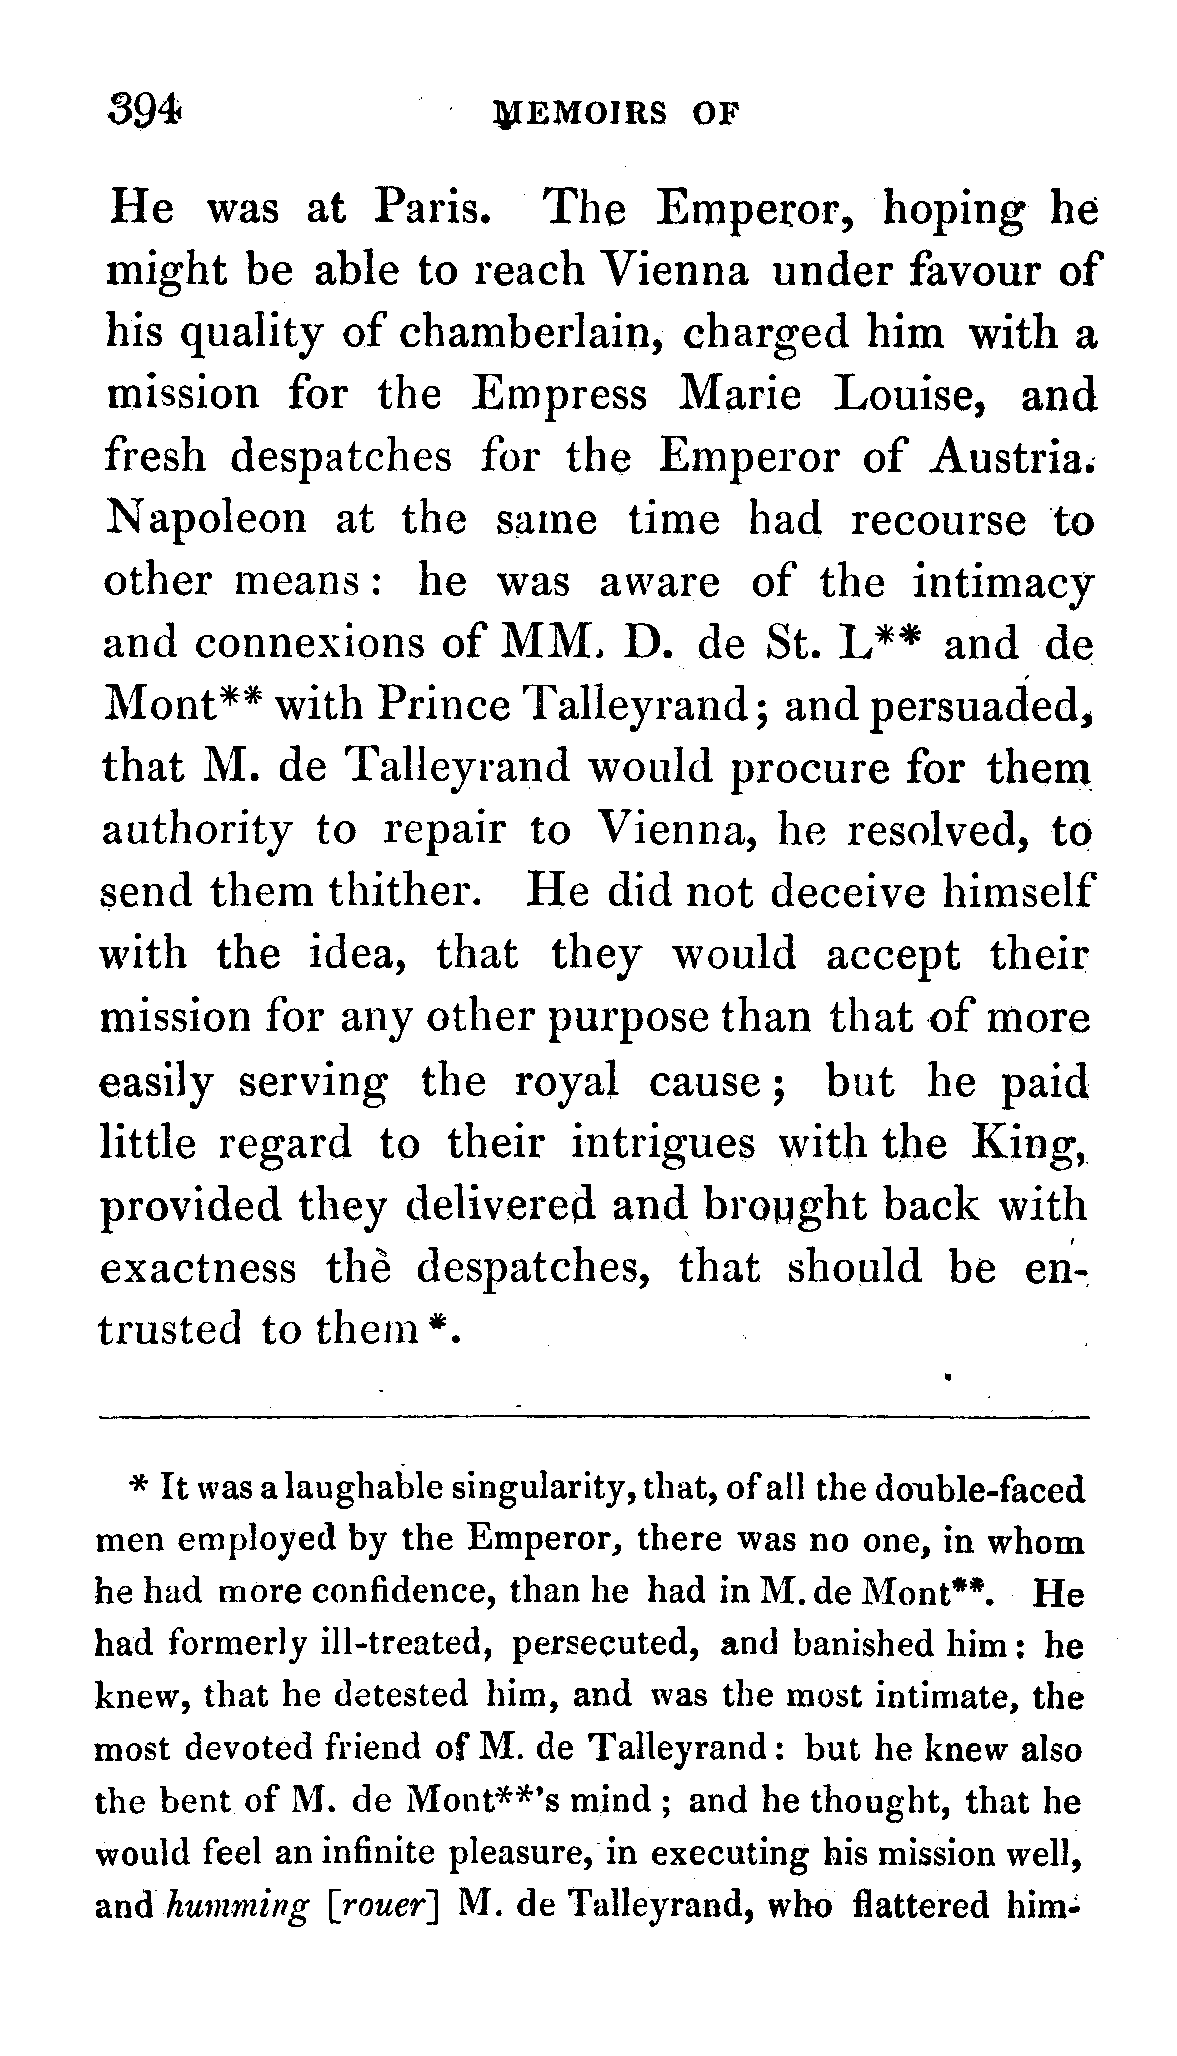 394 MEMOIRS OF
He was at Paris. The Emperor, hoping he
might be able to reach Vienna under favour of
his quality of chamberlain, charged him with a
mission for the Empress Marie Louise, and
fresh despatches for the Emperor of Austria.
Napoleon at the same time had recourse to
other means: he was aware of the intimacy
and connexions of MM. D. de St. L** and de
Mont** with Prince Talleyrand; and persuaded,
that M. de Talleyrand would procure for them
authority to repair to Vienna, he resolved, to
send them thither. He did not deceive himself
with the idea, that they would accept their
mission for any other purpose than that of more
easily serving the royal cause; but he paid
little regard to their intrigues with the King,
provided they delivered and brought back with
exactness the despatches, that should be en-
trusted to them *.
* It was a laughable singularity, that, of all the double-faced
men employed by the Emperor, there was no one, in whom
he had more confidence, than he had in M. de Mont**. He
had formerly ill-treated, persecuted, and banished him: he
knew, that he detested him, and was the most intimate, the
most devoted friend of M. de Talleyrand: but he knew also
the bent of M. de Mont**'s mind; and he thought, that he
would feel an infinite pleasure, in executing his mission well,
and humming [rouer] M. de Talleyrand, who flattered him-